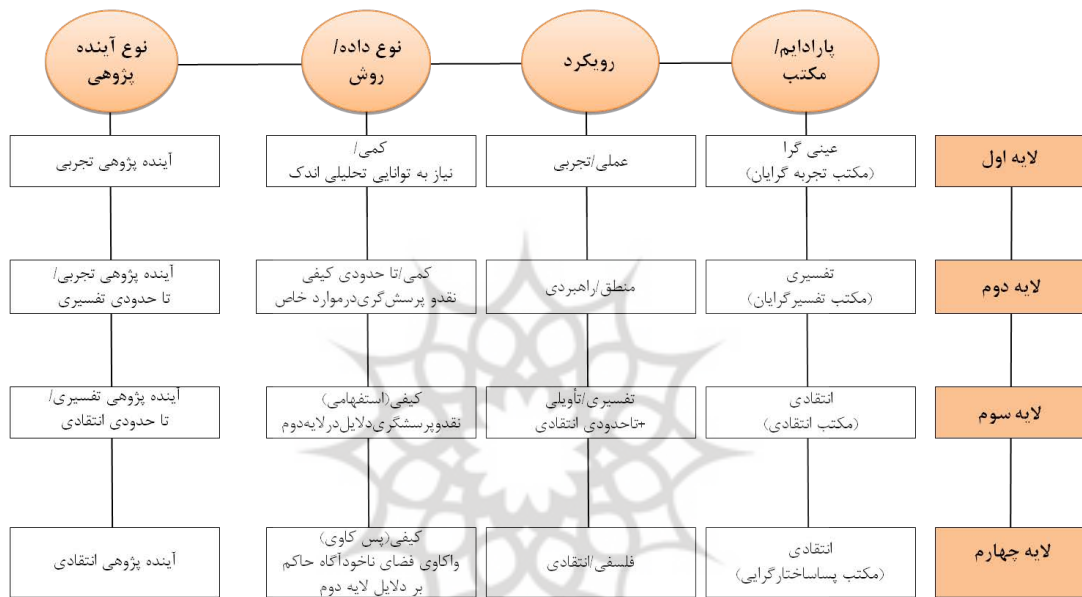 پارادایم/
مکتب
رویکرد
نوع داده/
روش
نوع آینده
پژوهی
لایه اول
عینی گرا
(مکتب تجربه گرایان)
عملی/تجربی
کمی/
نیاز به توانایی تحلیلی اندک
آینده پژوهی تجربی
لایه دوم
تفسیری
(مکتب تفسیرگرایان)
منطق/راهبردی
کمی/تا حدودی کیفی
نقدو پرسش‌گری‌درموارد خاص
آینده پژوهی تجربی/
تا حدودی تفسیری
لایه سوم
انتقادی
(مکتب انتقادی)
تفسیری/تأویلی
+تاحدودی انتقادی
کیفی(استفهامی)
نقدوپرسشگری‌دلایل‌درلایه‌دوم
آینده پژوهی تفسیری/
تا حدودی انتقادی
لایه چهارم
انتقادی
(مکتب پساساختارگرایی)
فلسفی/انتقادی
کیفی(پس کاوی)
واکاوی فضای ناخودآگاه حاکم
بر دلایل لایه دوم
آینده پژوهی انتقادی